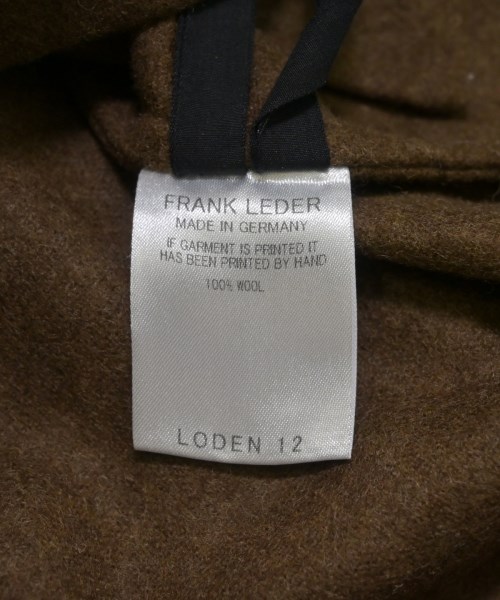 FRANK LEDER
MADE IN GERMANY
IF GARMENT IS PRINTED IT
HAS BEEN PRINTED BY HAND
100% WOOL
LODEN 12